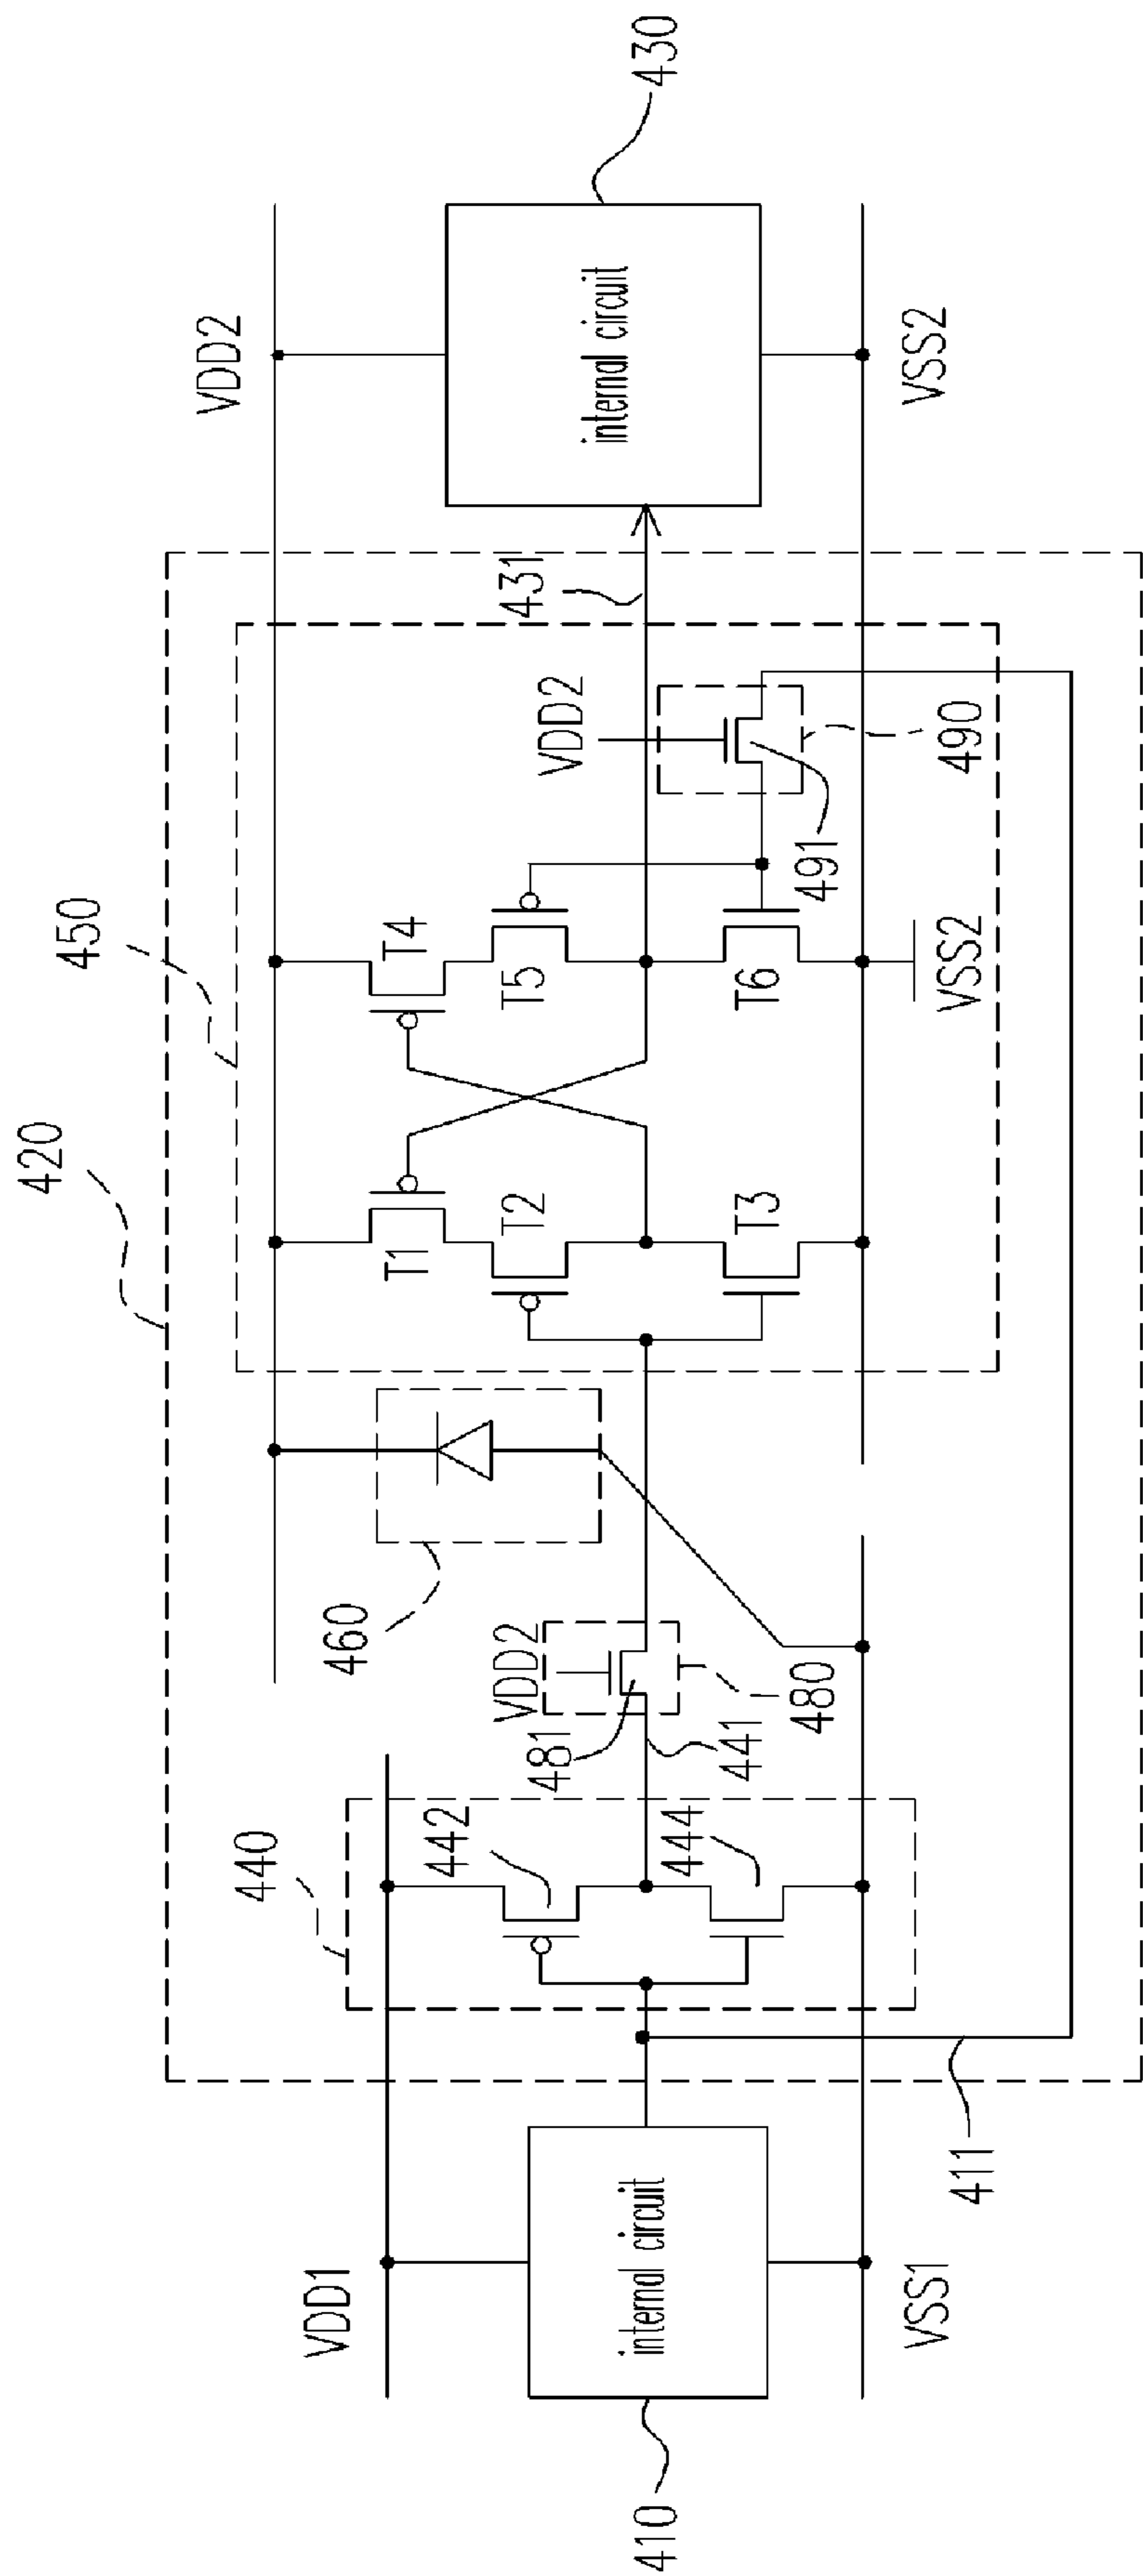 420
450
VDD2
430
VDD1
440
460
T1
T4
442
VDD2
T2
T5
VDD2
431
internal circuit
internal circuit
481
441
444
480
T3
T6
491
490
410
VSS1
411
VSS2
VSS2